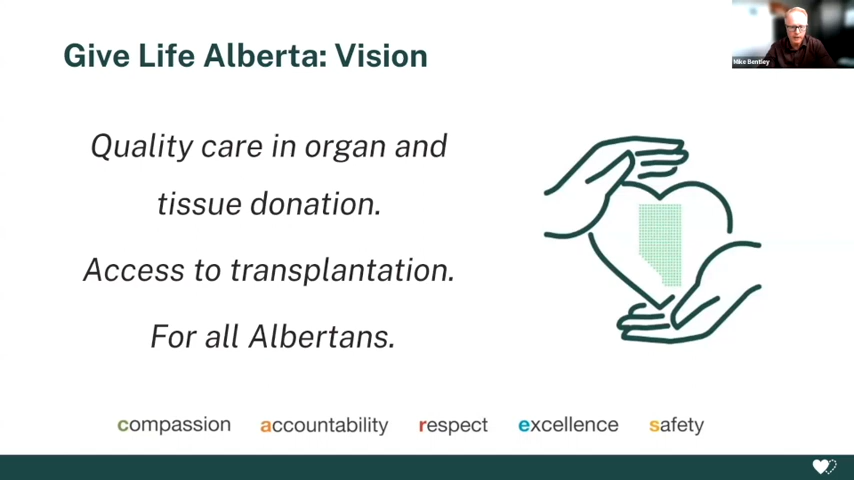 Give Life Alberta: Vision
Mike Bentley
Quality care in organ and
tissue donation.
Access to transplantation.
For all Albertans.
compassion accountability respect excellence safety